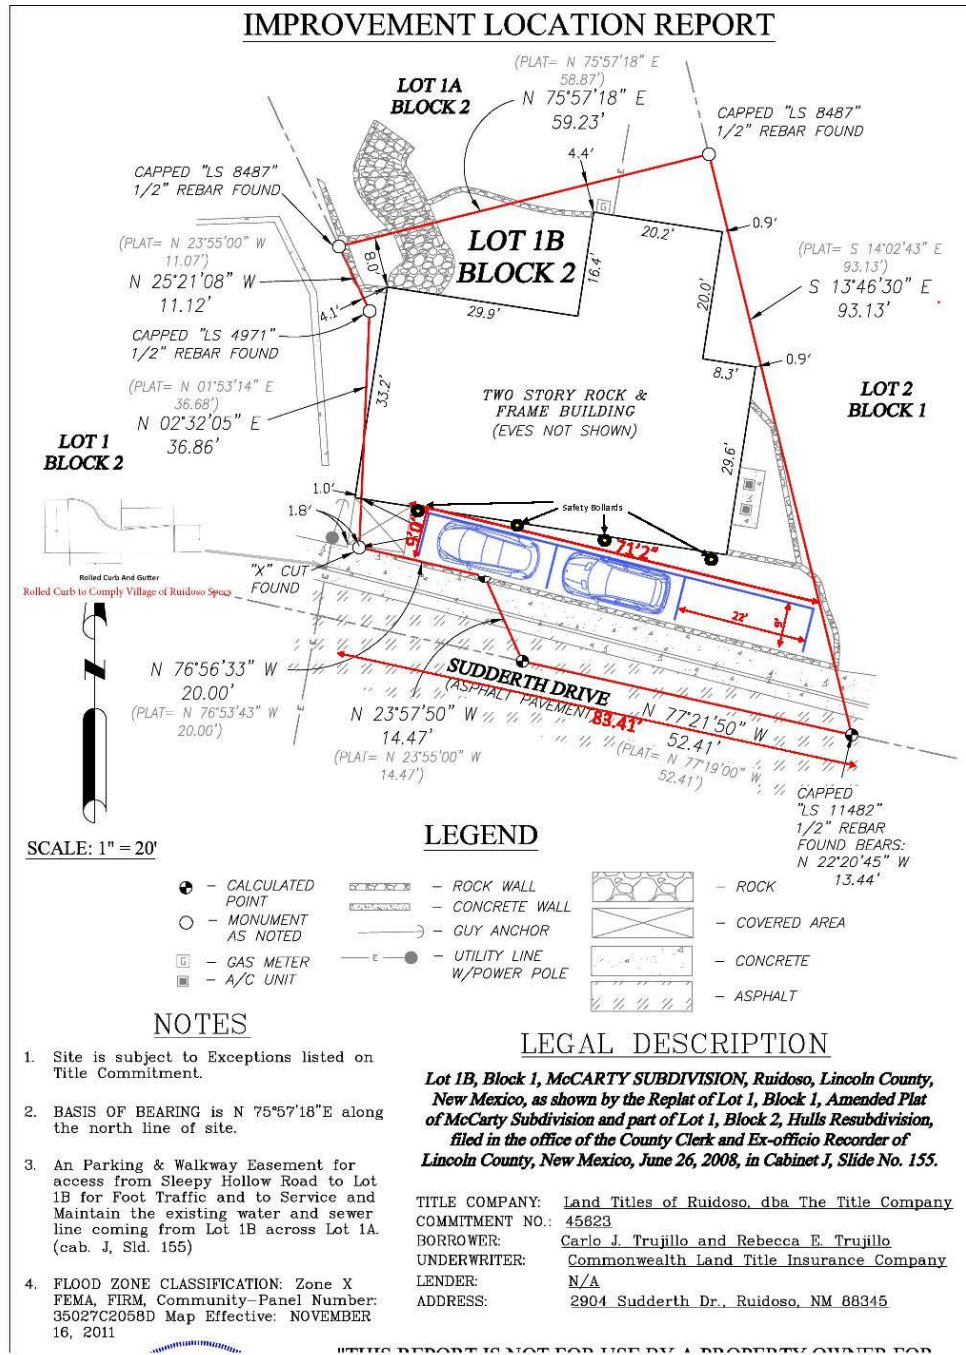 IMPROVEMENT LOCATION REPORT
(PLAT= N 75°57'18" E
58.87')
N 75°57'18" E
59.23'
LOT 1A
BLOCK 2
CAPPED "LS 8487"
1/2" REBAR FOUND
4.4'
CAPPED "LS 8487"
1/2" REBAR FOUND
G
E
20.2'
0.9'
(PLAT= N 23°55'00" W
11.07')
N 25°21'08" W
11.12'
8.0'
LOT 1B
BLOCK 2
16.4'
20.0'
(PLAT= S 14°02'43" E
93.13')
S 13°46'30" E
93.13'
4.1'
29.9'
CAPPED "LS 4971"
1/2" REBAR FOUND
0.9'
8.3'
(PLAT= N 01°53'14" E
36.68')
N 02°32'05" E
36.86'
33.2'
TWO STORY ROCK &
FRAME BUILDING
(EVES NOT SHOWN)
LOT 2
BLOCK 1
LOT 1
BLOCK 2
29.6'
1.0'
1.8'
Safety Bollards
9'0"
71'2"
"X" CUT
FOUND
Rolled Curb And Gutter
Rolled Curb to Comply Village of Ruidoso Specs
22'
9'
E
N 76°56'33" W
20.00'
(PLAT= N 76°53'43" W
20.00')
SUDDERTH DRIVE
(ASPHALT PAVEMENT
83.41'
E
N 23°57'50" W
14.47'
(PLAT= N 23°55'00" W
14.47')
N 77°21'50" W
52.41'
(PLAT= N 77°19'00" W
52.41')
CAPPED
"LS 11482"
1/2" REBAR
FOUND BEARS:
N 22°20'45" W
13.44'
SCALE: 1" = 20'
LEGEND
- CALCULATED
POINT
- MONUMENT
AS NOTED
G - GAS METER
- A/C UNIT
- ROCK WALL
- CONCRETE WALL
- GUY ANCHOR
E - UTILITY LINE
W/POWER POLE
- ROCK
- COVERED AREA
- CONCRETE
- ASPHALT
NOTES
1. Site is subject to Exceptions listed on
Title Commitment.
2. BASIS OF BEARING is N 75°57'18"E along
the north line of site.
3. An Parking & Walkway Easement for
access from Sleepy Hollow Road to Lot
1B for Foot Traffic and to Service and
Maintain the existing water and sewer
line coming from Lot 1B across Lot 1A.
(cab. J, Sld. 155)
4. FLOOD ZONE CLASSIFICATION: Zone X
FEMA, FIRM, Community-Panel Number:
35027C2058D Map Effective: NOVEMBER
16, 2011
LEGAL DESCRIPTION
Lot 1B, Block 1, McCARTY SUBDIVISION, Ruidoso, Lincoln County,
New Mexico, as shown by the Replat of Lot 1, Block 1, Amended Plat
of McCarty Subdivision and part of Lot 1, Block 2, Hulls Resubdivision,
filed in the office of the County Clerk and Ex-officio Recorder of
Lincoln County, New Mexico, June 26, 2008, in Cabinet J, Slide No. 155.
TITLE COMPANY: Land Titles of Ruidoso, dba The Title Company
COMMITMENT NO.: 45623
BORROWER: Carlo J. Trujillo and Rebecca E. Trujillo
UNDERWRITER: Commonwealth Land Title Insurance Company
LENDER: N/A
ADDRESS: 2904 Sudderth Dr., Ruidoso, NM 88345
"THIS REPORT IS NOT FOR USE BY A PROPERTY OWNER FOR